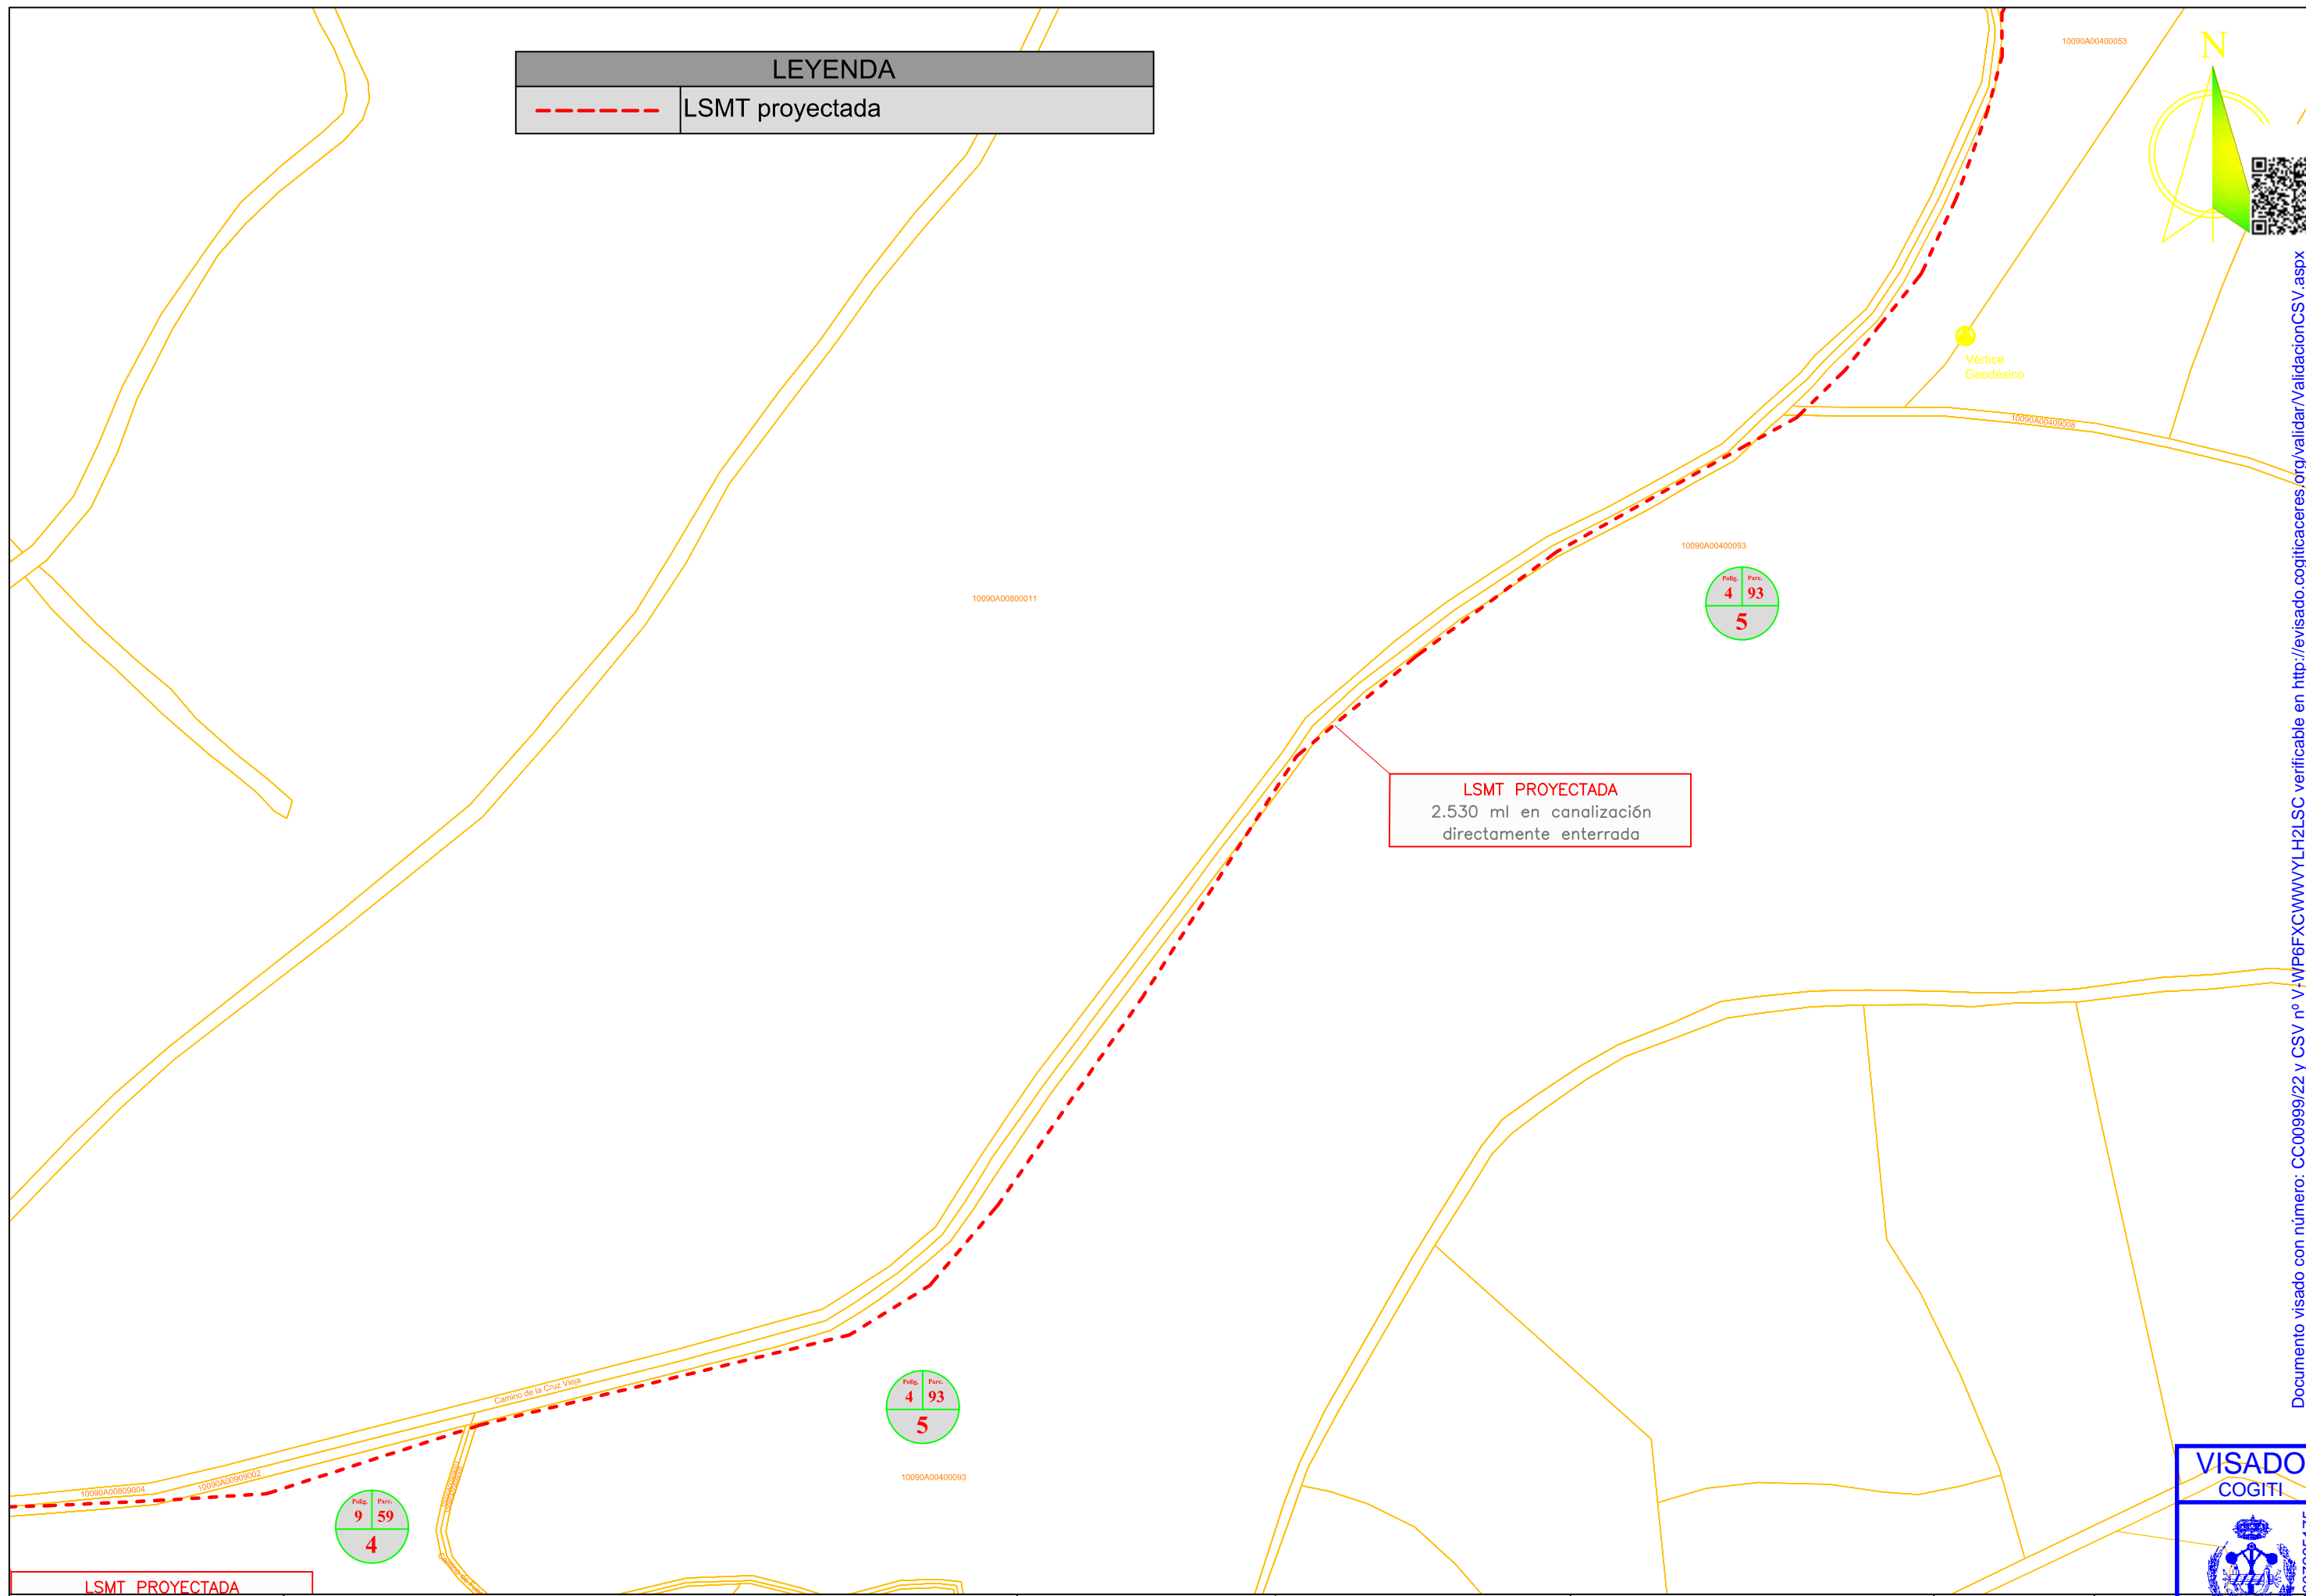 LEYENDA
LSMT proyectada
10090A00400053
N
Vértice
Geodésico
10090A00409008
10090A00400093
Polig. Parc.
4 93
5
10090A00800011
LSMT PROYECTADA
2.530 ml en canalización
directamente enterrada
Camino de la Cruz Vieja
Polig. Parc.
4 93
5
10090A00400093
10090A00809004
10090A00909002
Polig. Parc.
9 59
4
LSMT PROYECTADA
Documento visado con número: CC00999/22 y CSV nº V-WP6FXCWWVYLH2LSC verificable en http://evisado.cogiticaceres.org/validar/ValidacionCSV.aspx
VISADO
COGITI